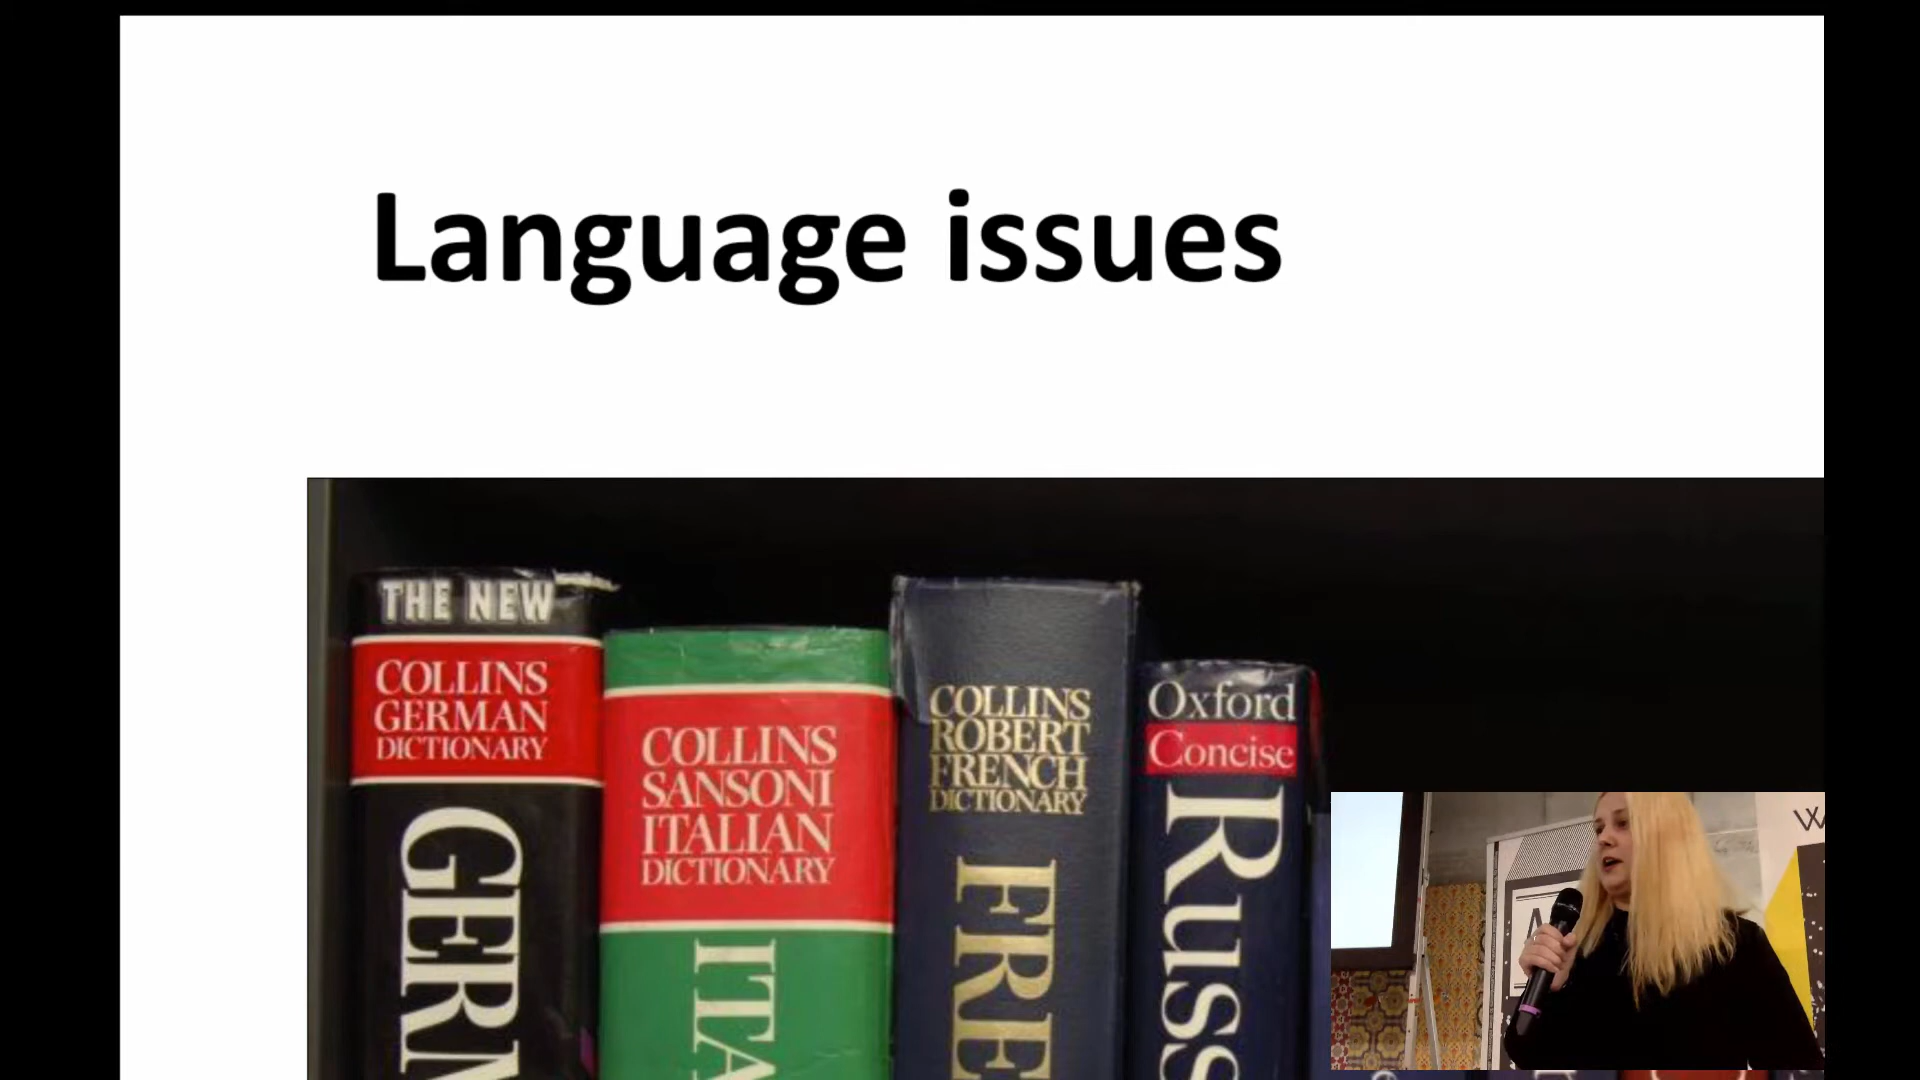 Language issues
THE NEW
COLLINS
GERMAN
DICTIONARY
COLLINS
SANSONI
ITALIAN
DICTIONARY
COLLINS
ROBERT
FRENCH
DICTIONARY
Oxford
Concise
GERM
ITA
FRE
Russ
W
A